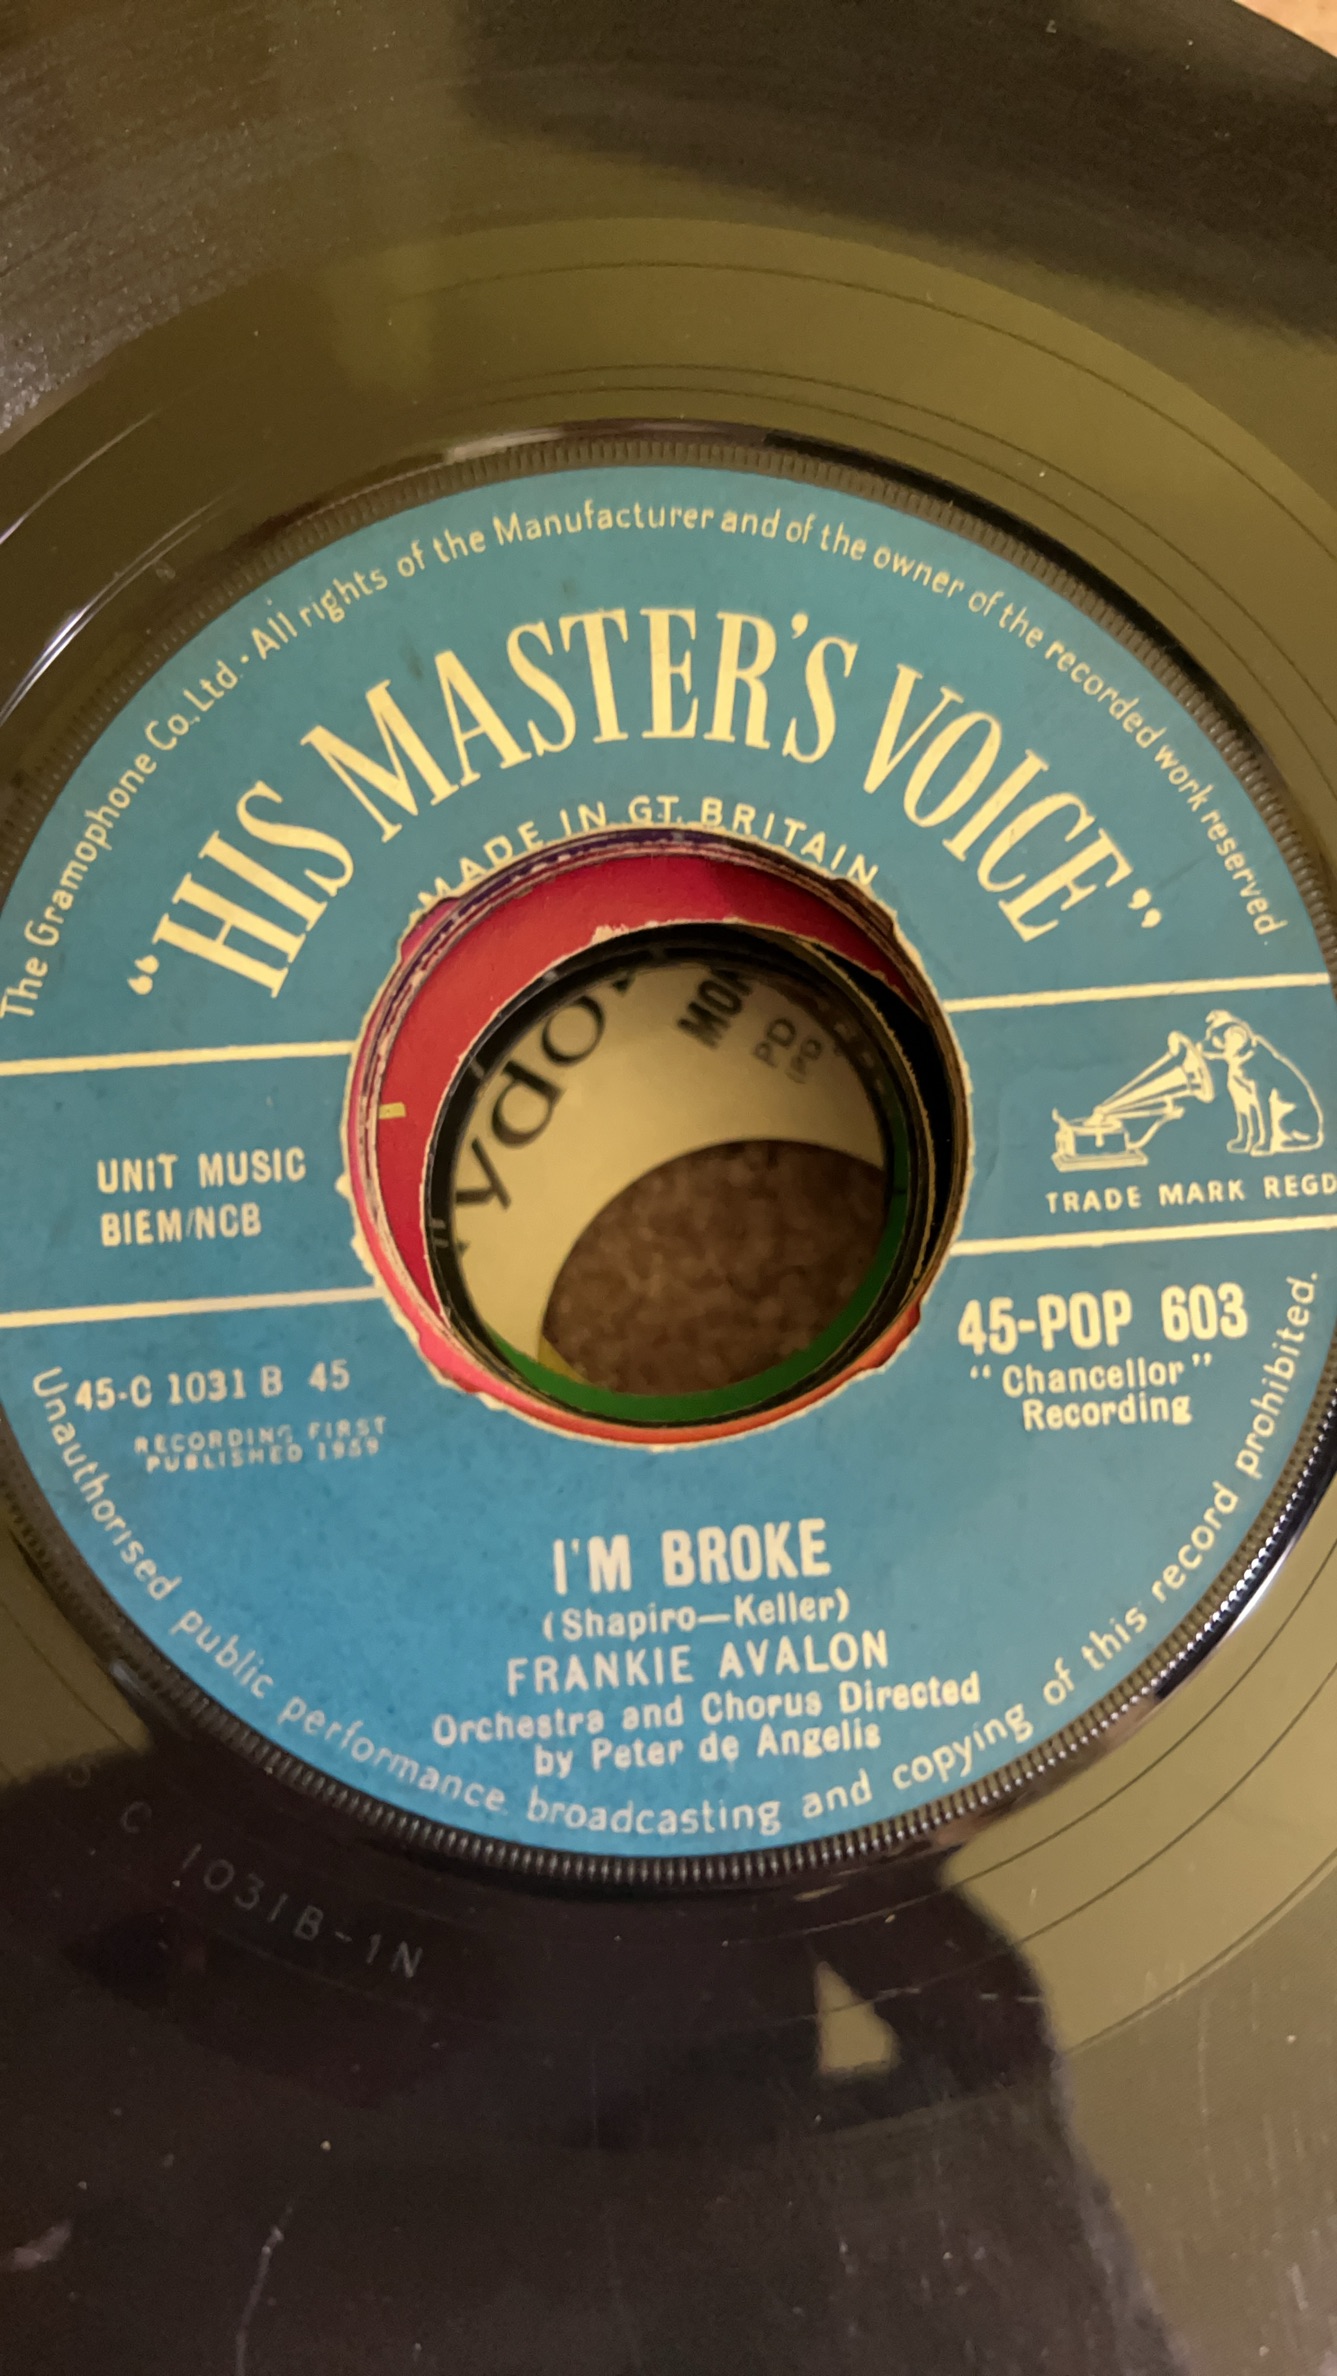 The Gramophone Co. Ltd. · All rights of the Manufacturer and of the owner of the recorded work reserved.
“HIS MASTER'S VOICE”
MADE IN GT. BRITAIN
UNIT MUSIC
BIEM/NCB
TRADE MARK REGD
45-POP 603
“Chancellor”
Recording
45-C 1031 B 45
RECORDING FIRST
PUBLISHED 1959
I'M BROKE
(Shapiro—Keller)
FRANKIE AVALON
Orchestra and Chorus Directed
by Peter de Angelis
Unauthorised public performance broadcasting and copying of this record prohibited.
C 1031B-1N
ydo
MON
PD